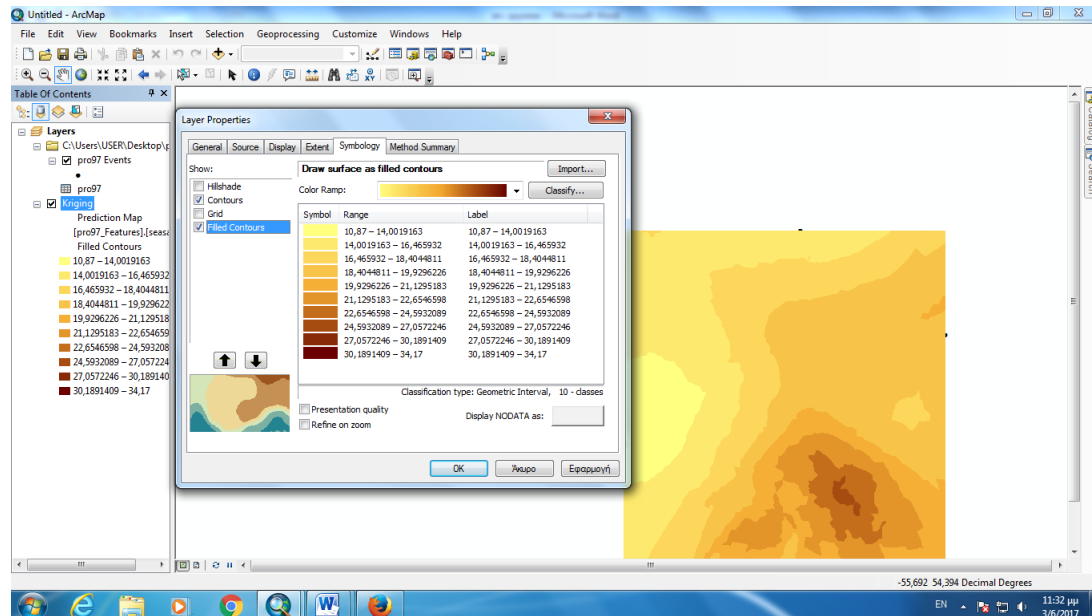 Untitled - ArcMap
File Edit View Bookmarks Insert Selection Geoprocessing Customize Windows Help
Table Of Contents
Layers
C:\Users\USER\Desktop\p
pro97 Events
pro97
Kriging
Prediction Map
[pro97_Features].[seasa
Filled Contours
10,87 – 14,0019163
14,0019163 – 16,465932
16,465932 – 18,4044811
18,4044811 – 19,9296226
19,9296226 – 21,129518
21,1295183 – 22,654659
22,6546598 – 24,593208
24,5932089 – 27,057224
27,0572246 – 30,189140
30,1891409 – 34,17
Layer Properties
General Source Display Extent Symbology Method Summary
Show:
Hillshade
Contours
Grid
Filled Contours
Draw surface as filled contours
Import...
Color Ramp:
Classify...
Symbol Range Label
10,87 – 14,0019163 10,87 – 14,0019163
14,0019163 – 16,465932 14,0019163 – 16,465932
16,465932 – 18,4044811 16,465932 – 18,4044811
18,4044811 – 19,9296226 18,4044811 – 19,9296226
19,9296226 – 21,1295183 19,9296226 – 21,1295183
21,1295183 – 22,6546598 21,1295183 – 22,6546598
22,6546598 – 24,5932089 22,6546598 – 24,5932089
24,5932089 – 27,0572246 24,5932089 – 27,0572246
27,0572246 – 30,1891409 27,0572246 – 30,1891409
30,1891409 – 34,17 30,1891409 – 34,17
Classification type: Geometric Interval, 10 - classes
Presentation quality
Refine on zoom
Display NODATA as:
OK Άκυρο Εφαρμογή
-55,692 54,394 Decimal Degrees
EN
11:32 μμ
3/6/2017